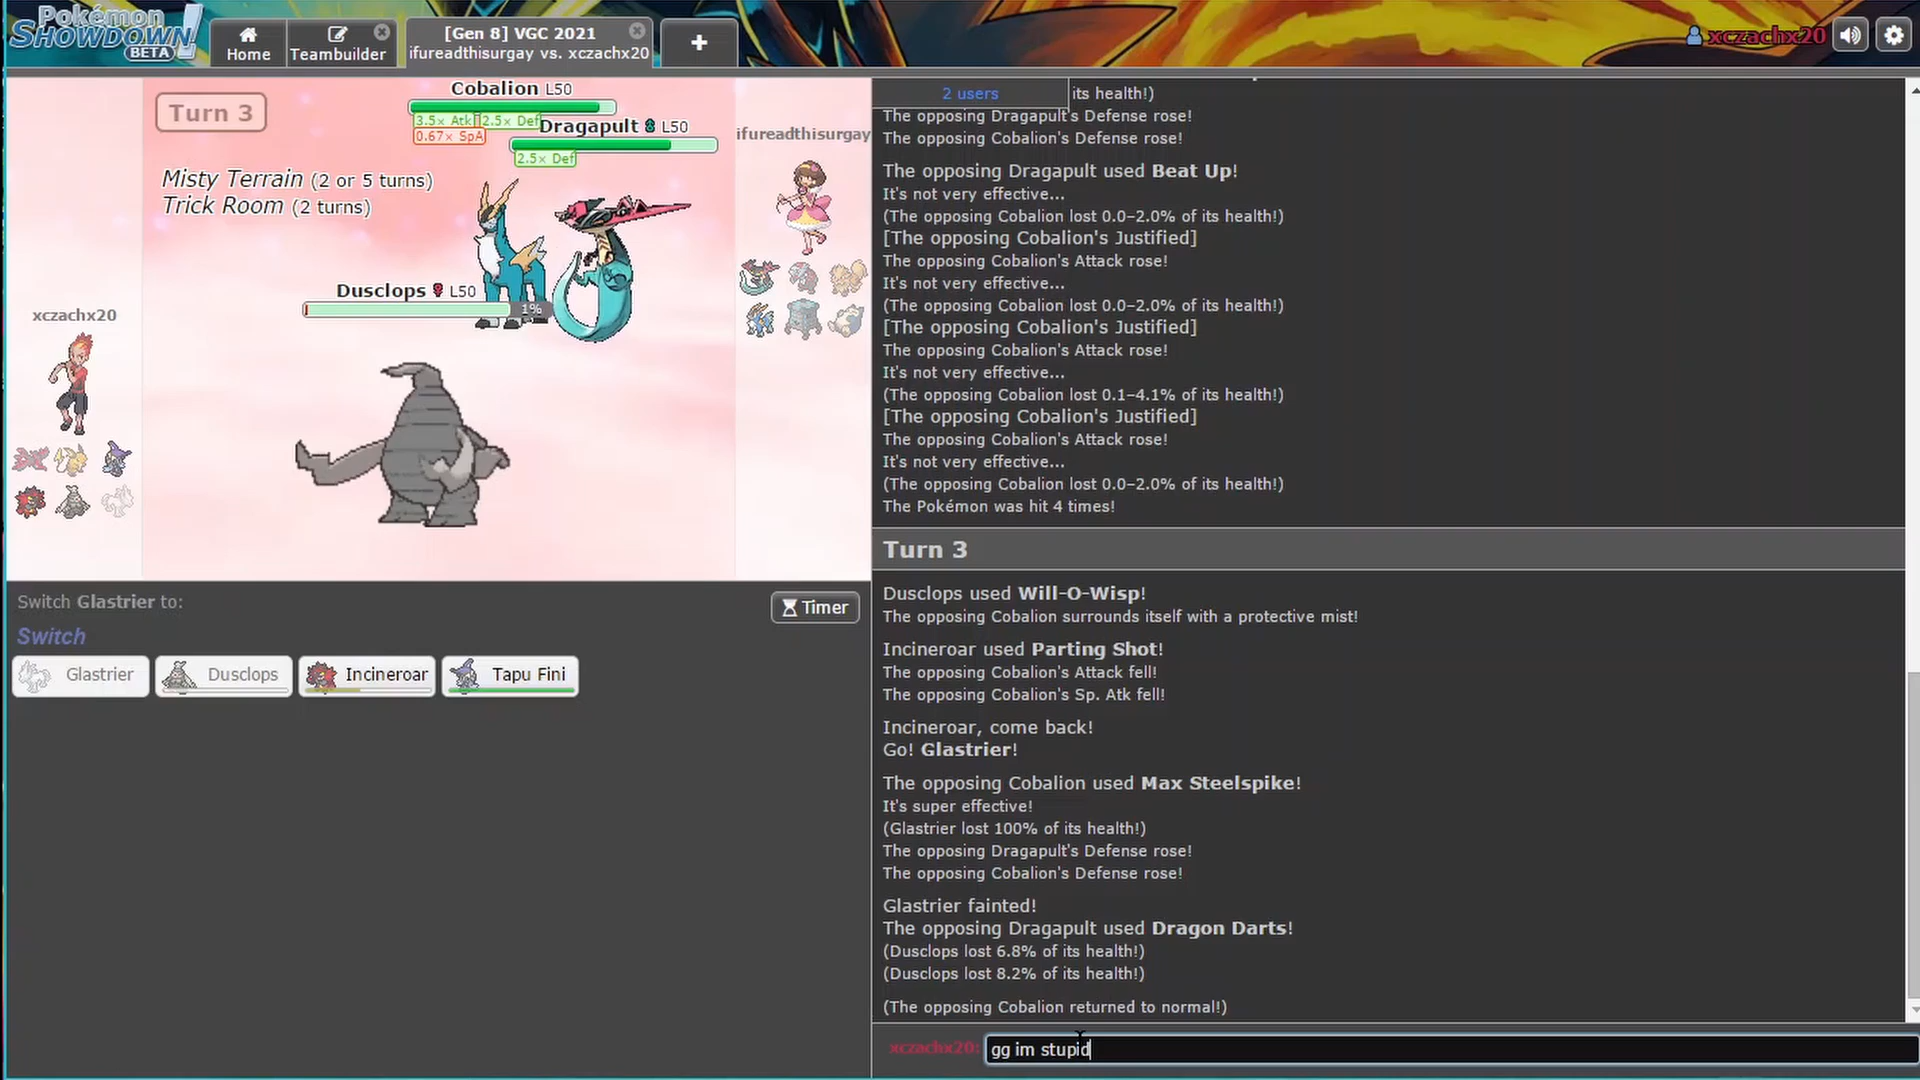 Pokémon
SHOWDOWN!
BETA
Home
Teambuilder
[Gen 8] VGC 2021
ifureadthisurgay vs. xczachx20
+
xczachx20
Turn 3
Misty Terrain (2 or 5 turns)
Trick Room (2 turns)
Cobalion L50
3.5× Atk 2.5× Def
0.67× SpA
Dragapult L50
2.5× Def
ifureadthisurgay
Dusclops L50
1%
xczachx20
Switch Glastrier to:
Timer
Switch
Glastrier
Dusclops
Incineroar
Tapu Fini
2 users
its health!)
The opposing Dragapult's Defense rose!
The opposing Cobalion's Defense rose!
The opposing Dragapult used Beat Up!
It's not very effective...
(The opposing Cobalion lost 0.0–2.0% of its health!)
[The opposing Cobalion's Justified]
The opposing Cobalion's Attack rose!
It's not very effective...
(The opposing Cobalion lost 0.0–2.0% of its health!)
[The opposing Cobalion's Justified]
The opposing Cobalion's Attack rose!
It's not very effective...
(The opposing Cobalion lost 0.1–4.1% of its health!)
[The opposing Cobalion's Justified]
The opposing Cobalion's Attack rose!
It's not very effective...
(The opposing Cobalion lost 0.0–2.0% of its health!)
The Pokémon was hit 4 times!
Turn 3
Dusclops used Will-O-Wisp!
The opposing Cobalion surrounds itself with a protective mist!
Incineroar used Parting Shot!
The opposing Cobalion's Attack fell!
The opposing Cobalion's Sp. Atk fell!
Incineroar, come back!
Go! Glastrier!
The opposing Cobalion used Max Steelspike!
It's super effective!
(Glastrier lost 100% of its health!)
The opposing Dragapult's Defense rose!
The opposing Cobalion's Defense rose!
Glastrier fainted!
The opposing Dragapult used Dragon Darts!
(Dusclops lost 6.8% of its health!)
(Dusclops lost 8.2% of its health!)
(The opposing Cobalion returned to normal!)
xczachx20: gg im stupid